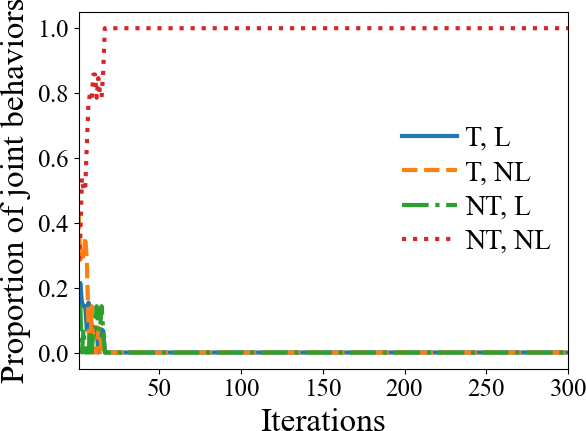 Proportion of joint behaviors
1.0
0.8
0.6
0.4
0.2
0.0
T, L
T, NL
NT, L
NT, NL
50
100
150
200
250
300
Iterations